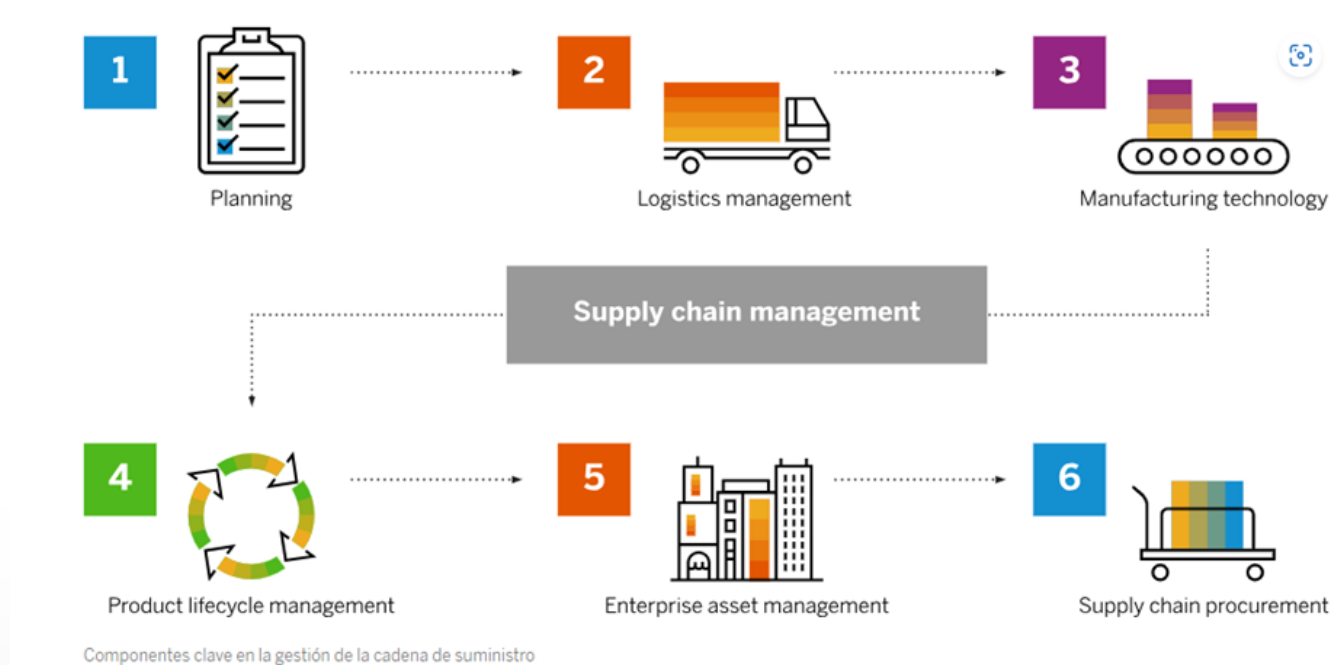 1
Planning
2
Logistics management
3
Manufacturing technology
Supply chain management
4
Product lifecycle management
5
Enterprise asset management
6
Supply chain procurement
Componentes clave en la gestión de la cadena de suministro